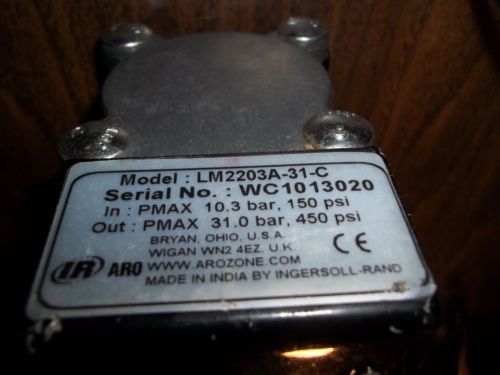 Model : LM2203A-31-C
Serial No. : WC1013020
In : PMAX 10.3 bar, 150 psi
Out : PMAX 31.0 bar, 450 psi
BRYAN, OHIO, U.S.A.
WIGAN WN2 4EZ. U.K.
CE
IR ARO WWW.AROZONE.COM
MADE IN INDIA BY INGERSOLL-RAND